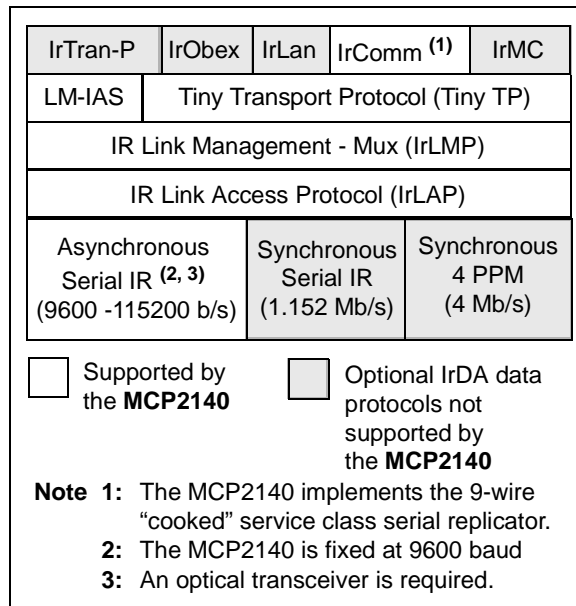 IrTran-P IrObex IrLan IrComm (1) IrMC
LM-IAS Tiny Transport Protocol (Tiny TP)
IR Link Management - Mux (IrLMP)
IR Link Access Protocol (IrLAP)
Asynchronous
Serial IR (2, 3)
(9600 -115200 b/s)
Synchronous
Serial IR
(1.152 Mb/s)
Synchronous
4 PPM
(4 Mb/s)
Supported by
the MCP2140
Optional IrDA data
protocols not
supported by
the MCP2140
Note 1: The MCP2140 implements the 9-wire
“cooked” service class serial replicator.
2: The MCP2140 is fixed at 9600 baud
3: An optical transceiver is required.